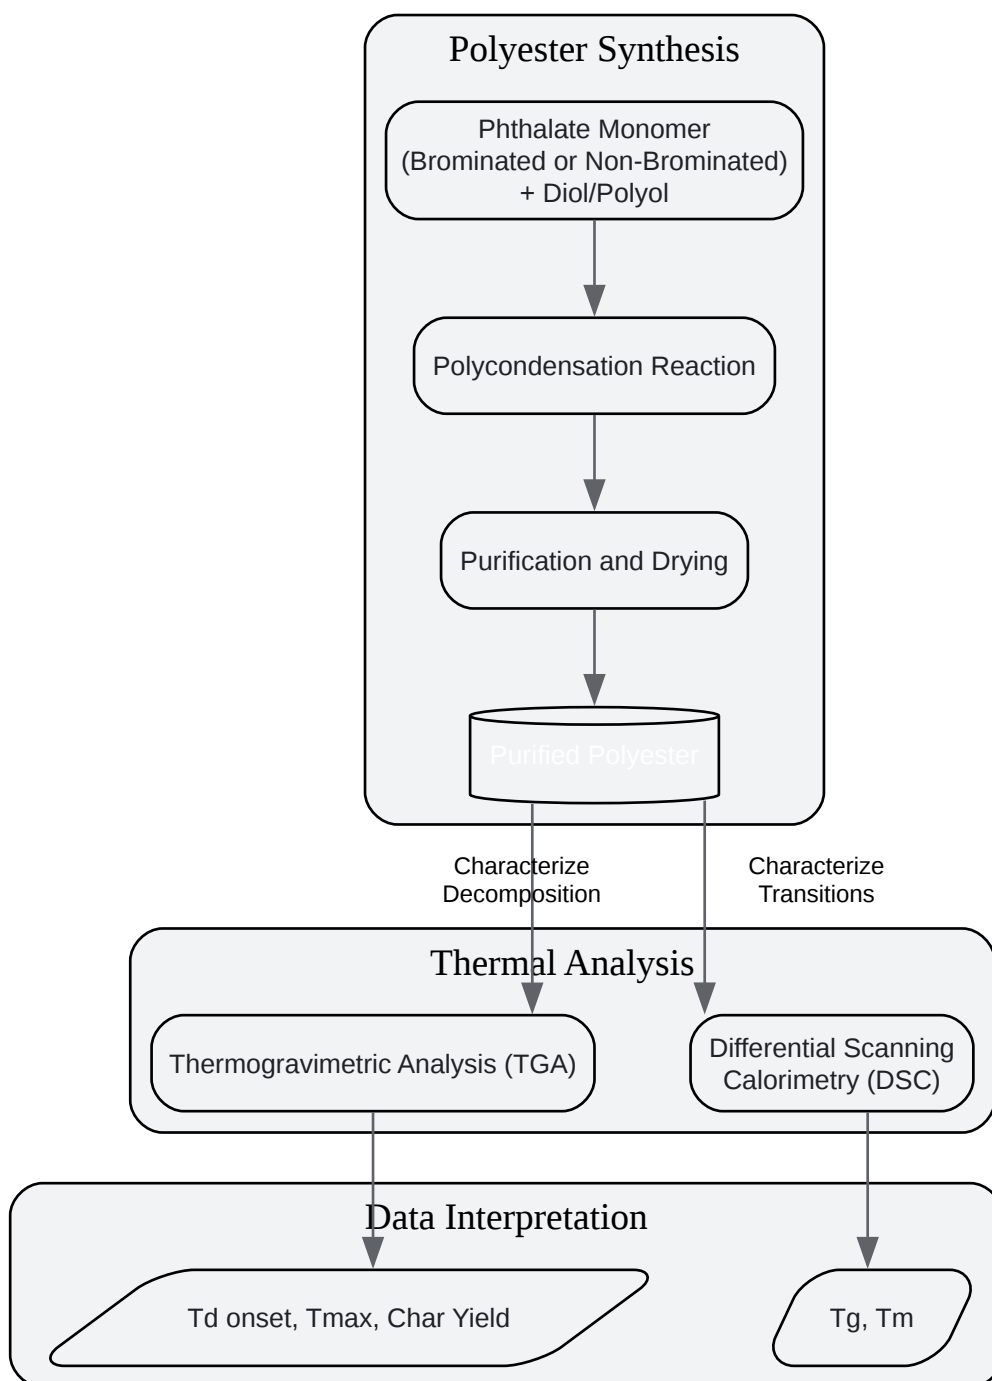 Polyester Synthesis
Phthalate Monomer
(Brominated or Non-Brominated)
+ Diol/Polyol
Polycondensation Reaction
Purification and Drying
Purified Polyester
Characterize
Decomposition
Characterize
Transitions
Thermal Analysis
Thermogravimetric Analysis (TGA)
Differential Scanning
Calorimetry (DSC)
Data Interpretation
Td onset, Tmax, Char Yield
Tg, Tm